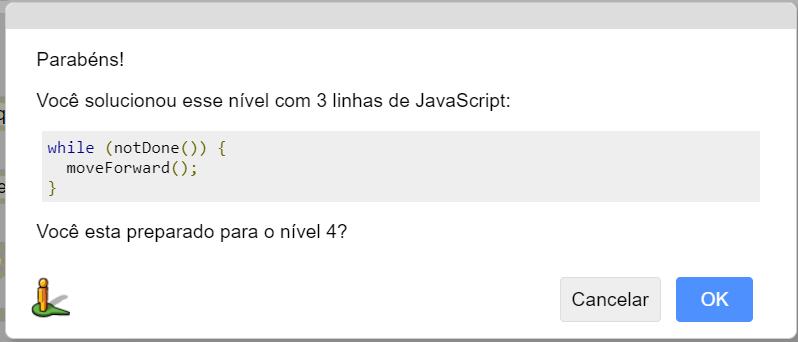 Parabéns!
Você solucionou esse nível com 3 linhas de JavaScript:
while (notDone()) {
  moveForward();
}
Você esta preparado para o nível 4?
Cancelar
OK